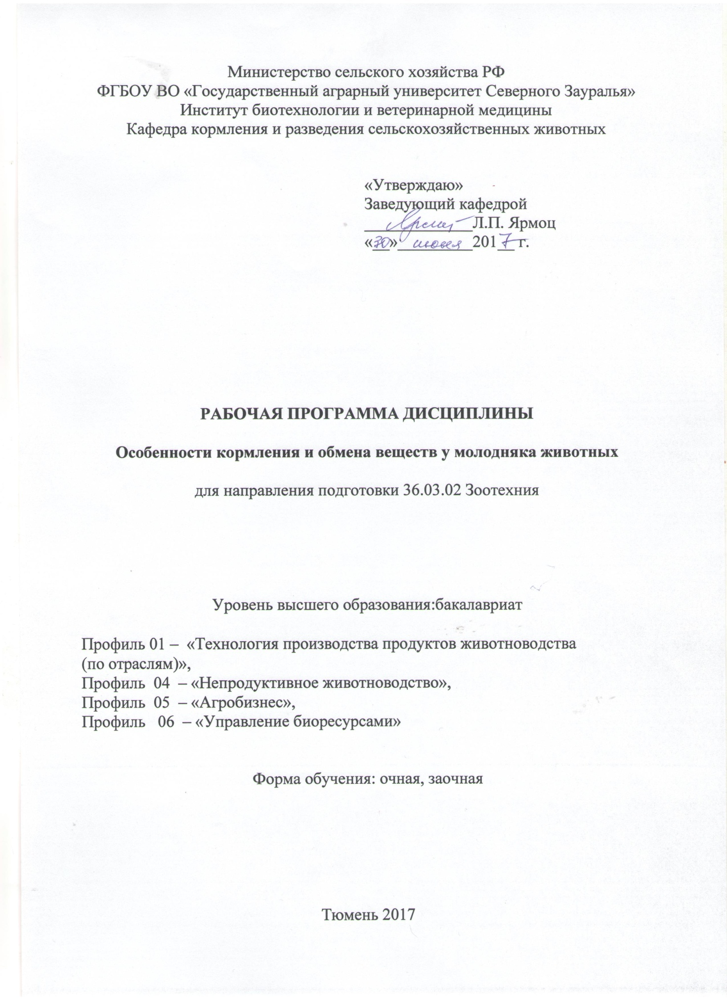 Министерство сельского хозяйства РФ
ФГБОУ ВО «Государственный аграрный университет Северного Зауралья»
Институт биотехнологии и ветеринарной медицины
Кафедра кормления и разведения сельскохозяйственных животных
«Утверждаю»
Заведующий кафедрой
Л.П. Ярмоц
«30» июня 2017 г.
РАБОЧАЯ ПРОГРАММА ДИСЦИПЛИНЫ
Особенности кормления и обмена веществ у молодняка животных
для направления подготовки 36.03.02 Зоотехния
Уровень высшего образования:бакалавриат
Профиль 01 – «Технология производства продуктов животноводства
(по отраслям)»,
Профиль 04 – «Непродуктивное животноводство»,
Профиль 05 – «Агробизнес»,
Профиль 06 – «Управление биоресурсами»
Форма обучения: очная, заочная
Тюмень 2017